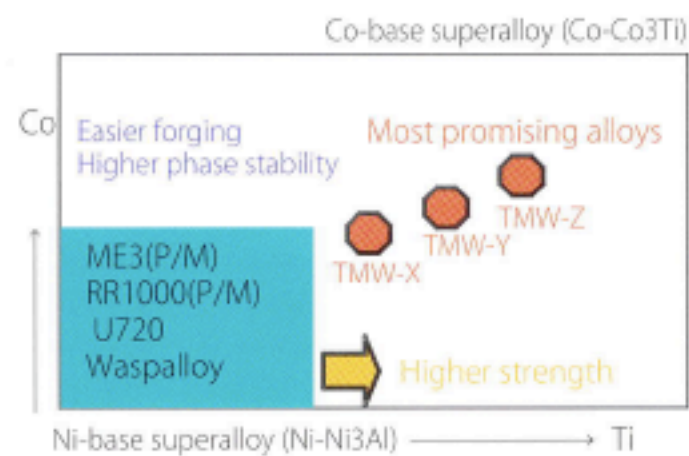 Co-base superalloy (Co-Co3Ti)
Co
Easier forging
Higher phase stability
Most promising alloys
TMW-Z
TMW-Y
TMW-X
ME3(P/M)
RR1000(P/M)
U720
Waspalloy
Higher strength
Ni-base superalloy (Ni-Ni3Al)
Ti